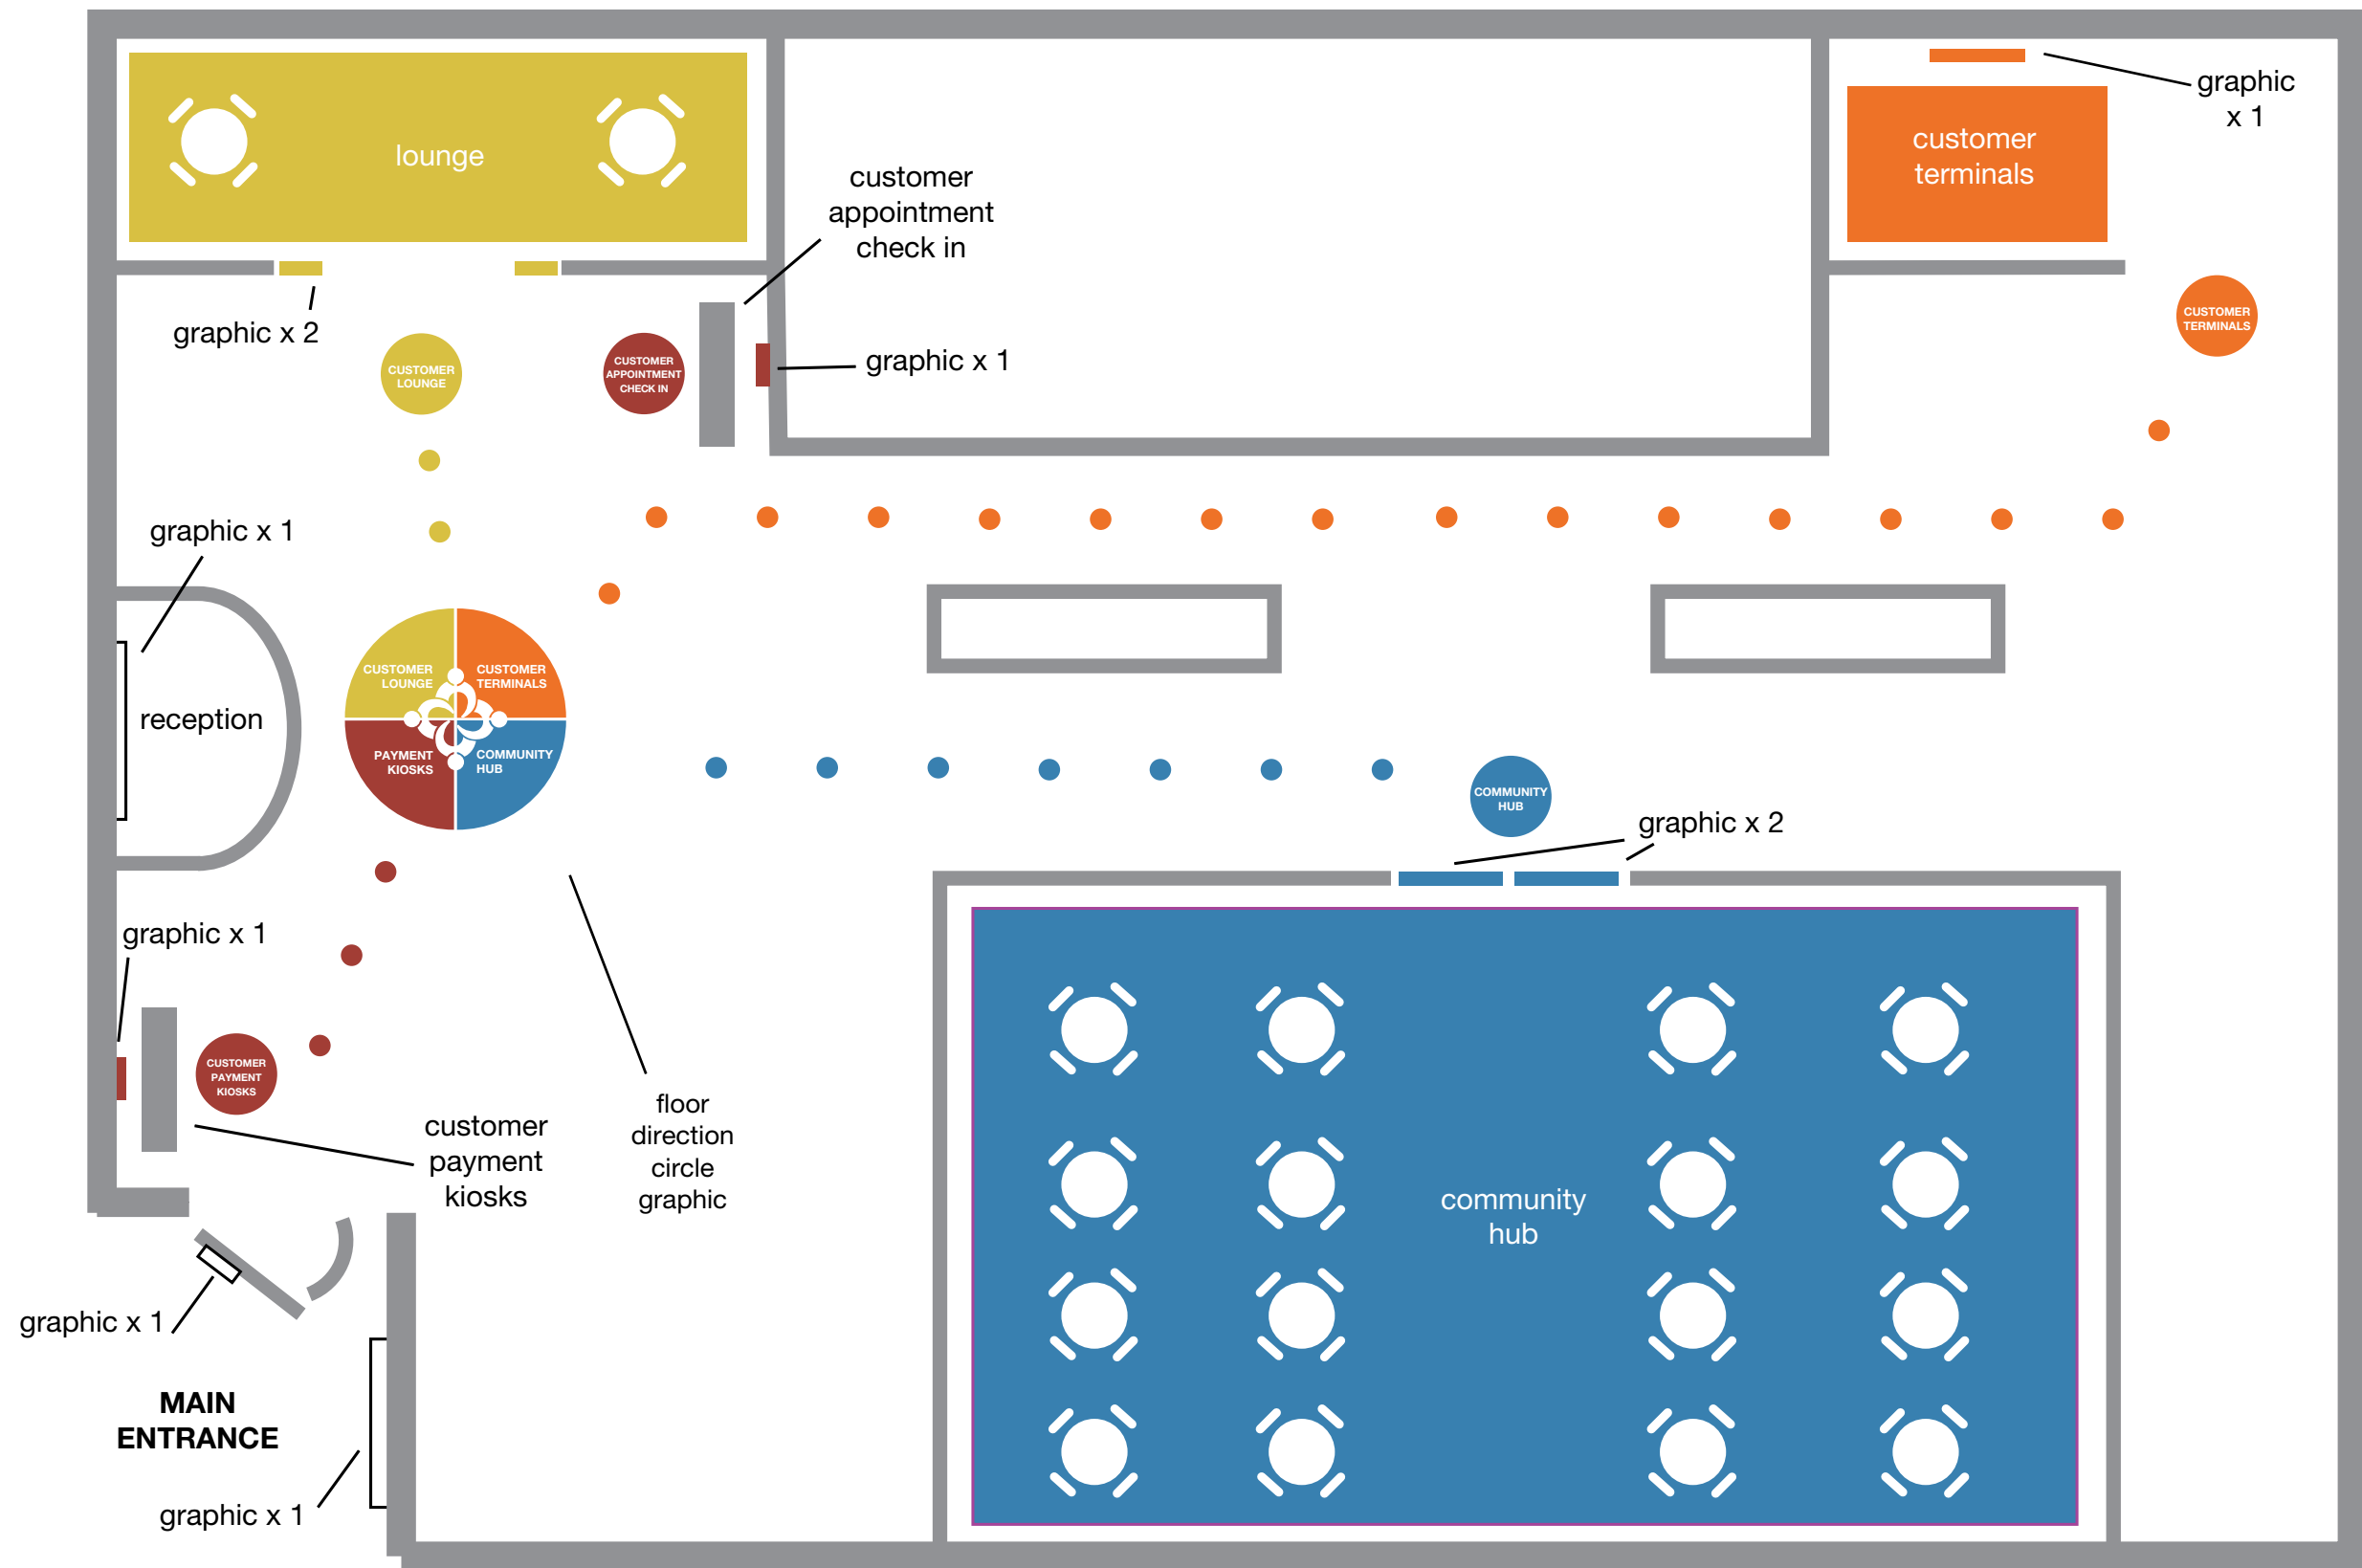 graphic
x 1
customer
terminals
lounge
customer
appointment
check in
graphic x 2
graphic x 1
CUSTOMER
LOUNGE
CUSTOMER
APPOINTMENT
CHECK IN
CUSTOMER
TERMINALS
graphic x 1
reception
CUSTOMER
LOUNGE
CUSTOMER
TERMINALS
PAYMENT
KIOSKS
COMMUNITY
HUB
COMMUNITY
HUB
graphic x 2
graphic x 1
CUSTOMER
PAYMENT
KIOSKS
customer
payment
kiosks
floor
direction
circle
graphic
community
hub
graphic x 1
MAIN
ENTRANCE
graphic x 1